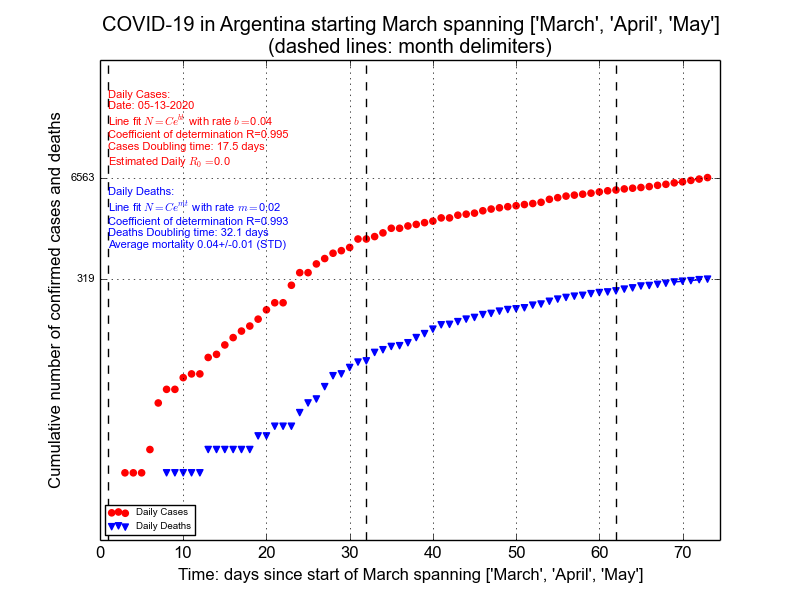 COVID-19 in Argentina starting March spanning ['March', 'April', 'May']
(dashed lines: month delimiters)
Daily Cases:
Date: 05-13-2020
Line fit N = Ce^{bt} with rate b =0.04
Coefficient of determination R=0.995
Cases Doubling time: 17.5 days
Estimated Daily R_0 =0.0
6563
Daily Deaths:
Line fit N = Ce^{mt} with rate m =0.02
Coefficient of determination R=0.993
Deaths Doubling time: 32.1 days
Average mortality 0.04+/-0.01 (STD)
319
Cumulative number of confirmed cases and deaths
Daily Cases
Daily Deaths
0 10 20 30 40 50 60 70
Time: days since start of March spanning ['March', 'April', 'May']